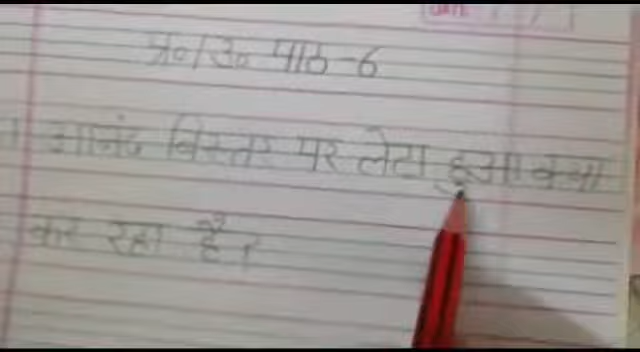 प्र०/उ० पाठ-6
आनंद बिस्तर पर लेटा हुआ क्या
कर रहा है।